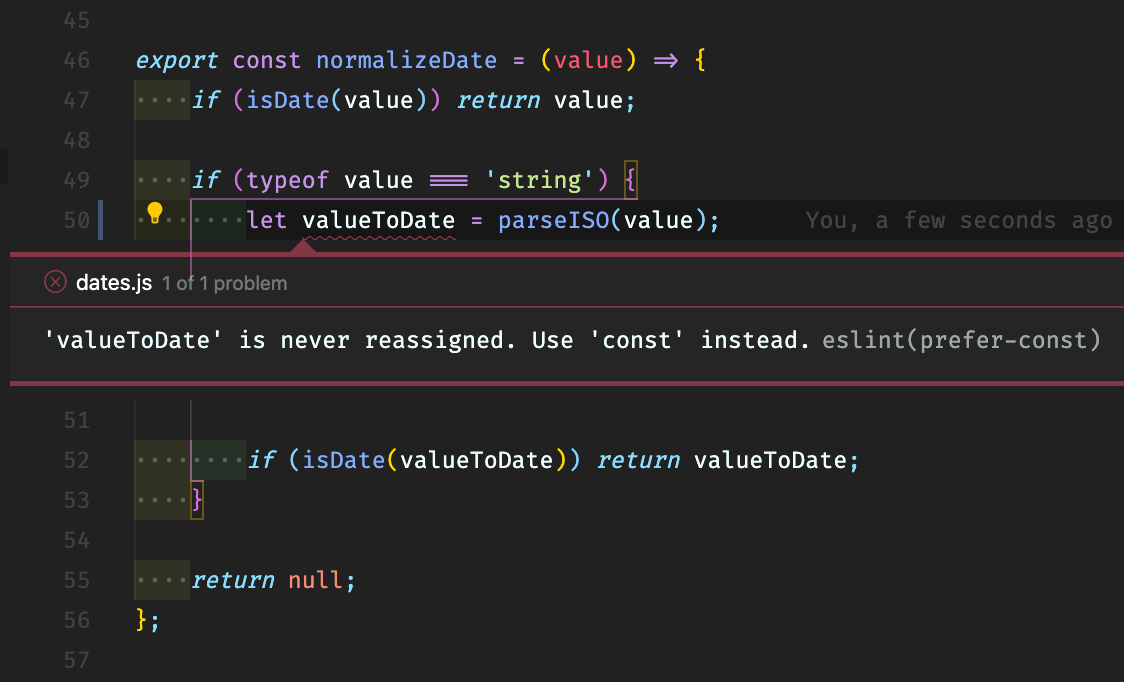 45
46 export const normalizeDate = (value) => {
47 ····if (isDate(value)) return value;
48
49 ····if (typeof value === 'string') {
50 ········let valueToDate = parseISO(value); You, a few seconds ago
dates.js 1 of 1 problem
'valueToDate' is never reassigned. Use 'const' instead. eslint(prefer-const)
51
52 ········if (isDate(valueToDate)) return valueToDate;
53 ····}
54
55 ····return null;
56 };
57